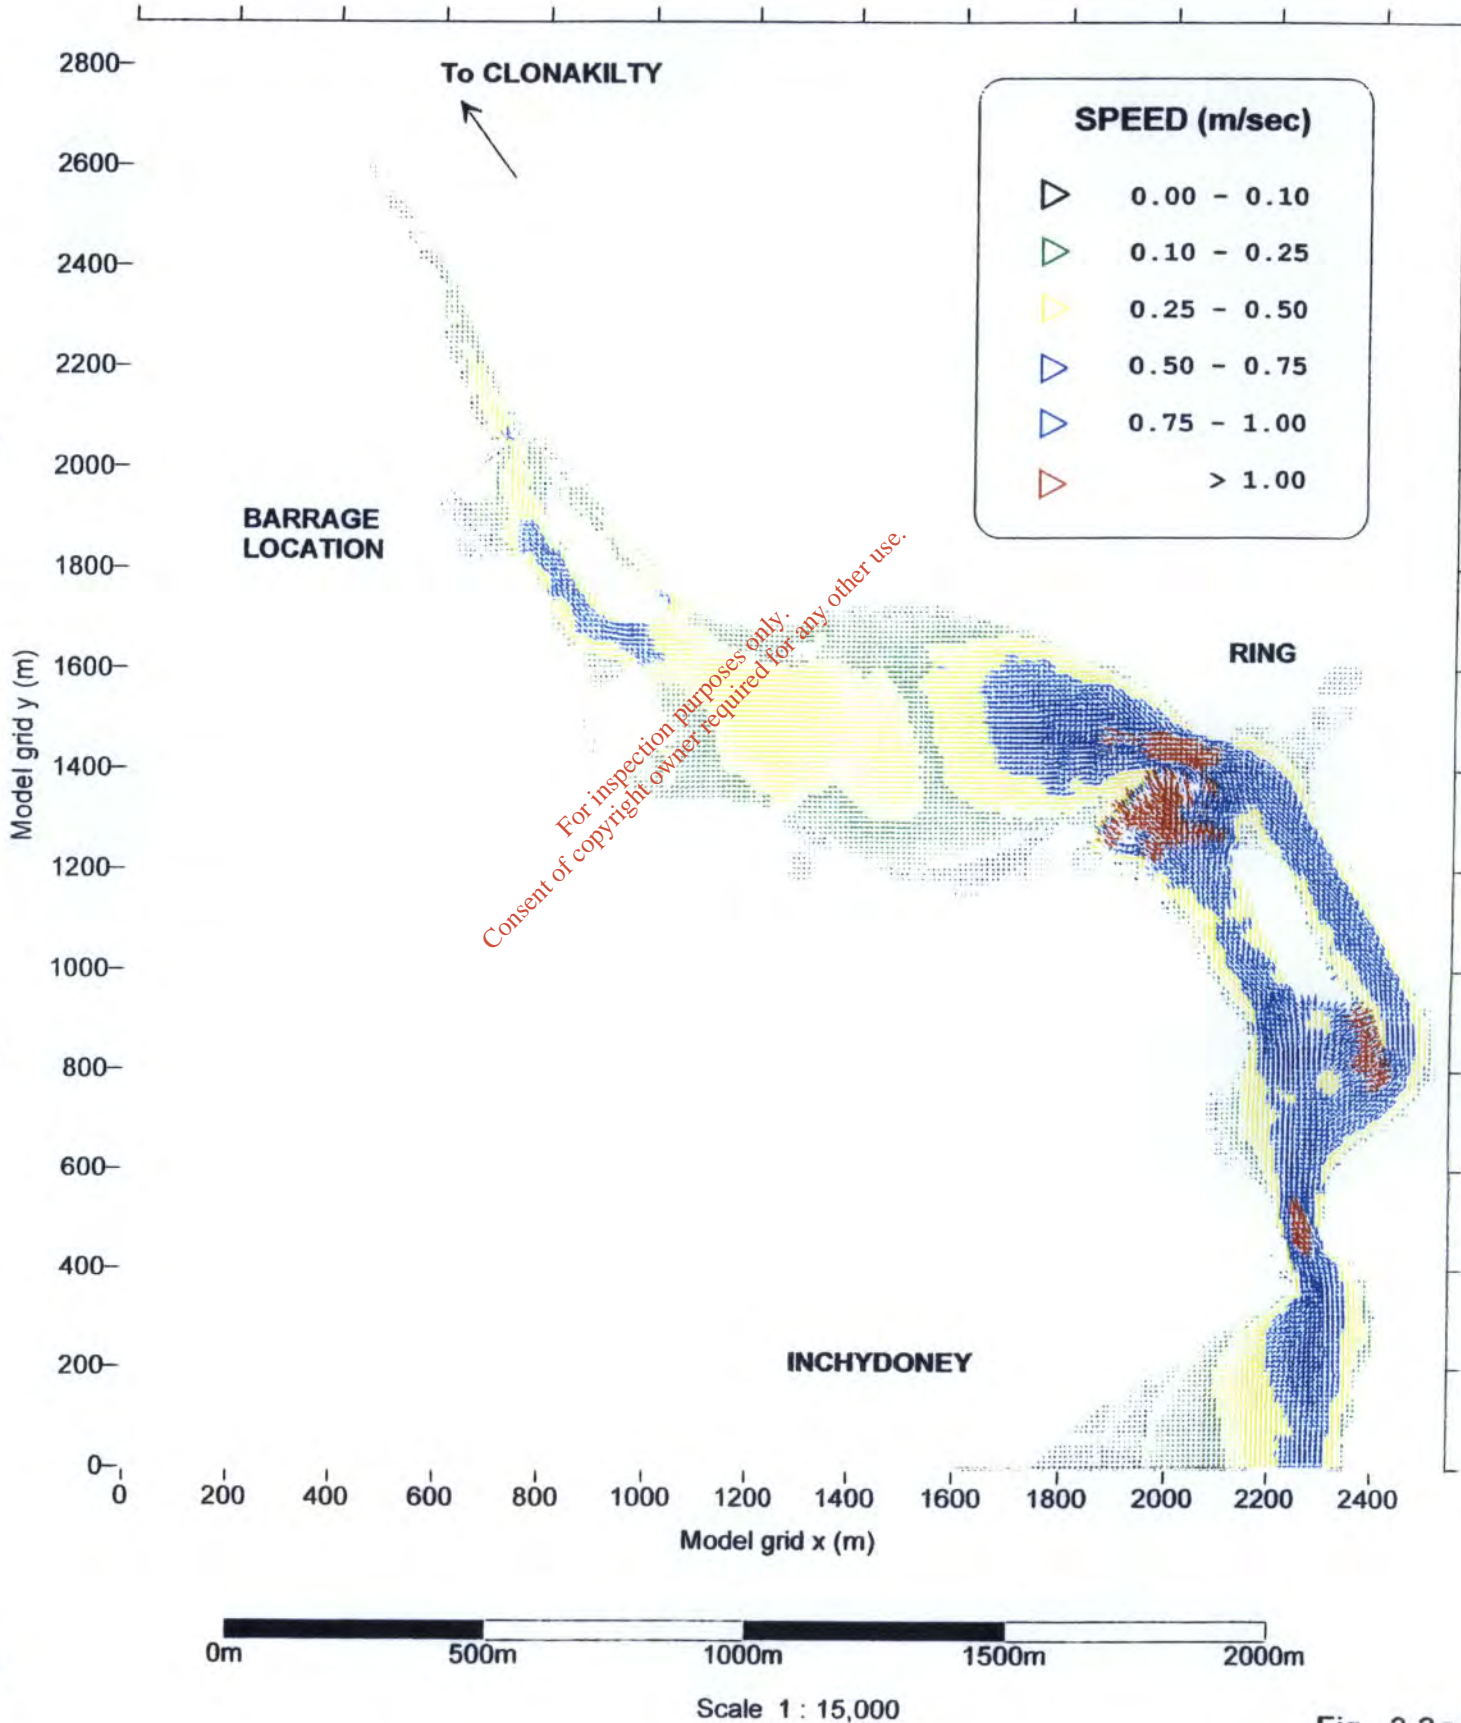 To CLONAKILTY
SPEED (m/sec)
0.00 - 0.10
0.10 - 0.25
0.25 - 0.50
0.50 - 0.75
0.75 - 1.00
> 1.00
BARRAGE
LOCATION
RING
INCHYDONEY
For inspection purposes only.
Consent of copyright owner required for any other use.
Model grid y (m)
2800
2600
2400
2200
2000
1800
1600
1400
1200
1000
800
600
400
200
0
0 200 400 600 800 1000 1200 1400 1600 1800 2000 2200 2400
Model grid x (m)
0m 500m 1000m 1500m 2000m
Scale 1 : 15,000